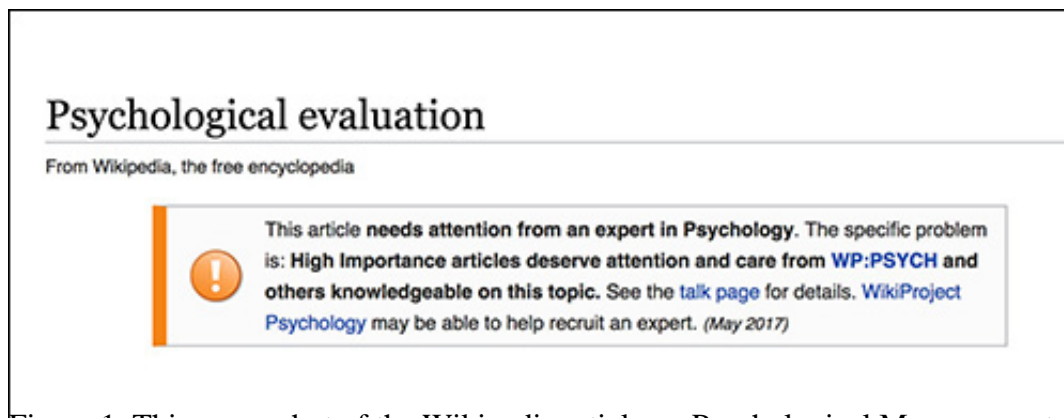 Psychological evaluation
From Wikipedia, the free encyclopedia
This article needs attention from an expert in Psychology. The specific problem
is: High Importance articles deserve attention and care from WP:PSYCH and
others knowledgeable on this topic. See the talk page for details. WikiProject
Psychology may be able to help recruit an expert. (May 2017)